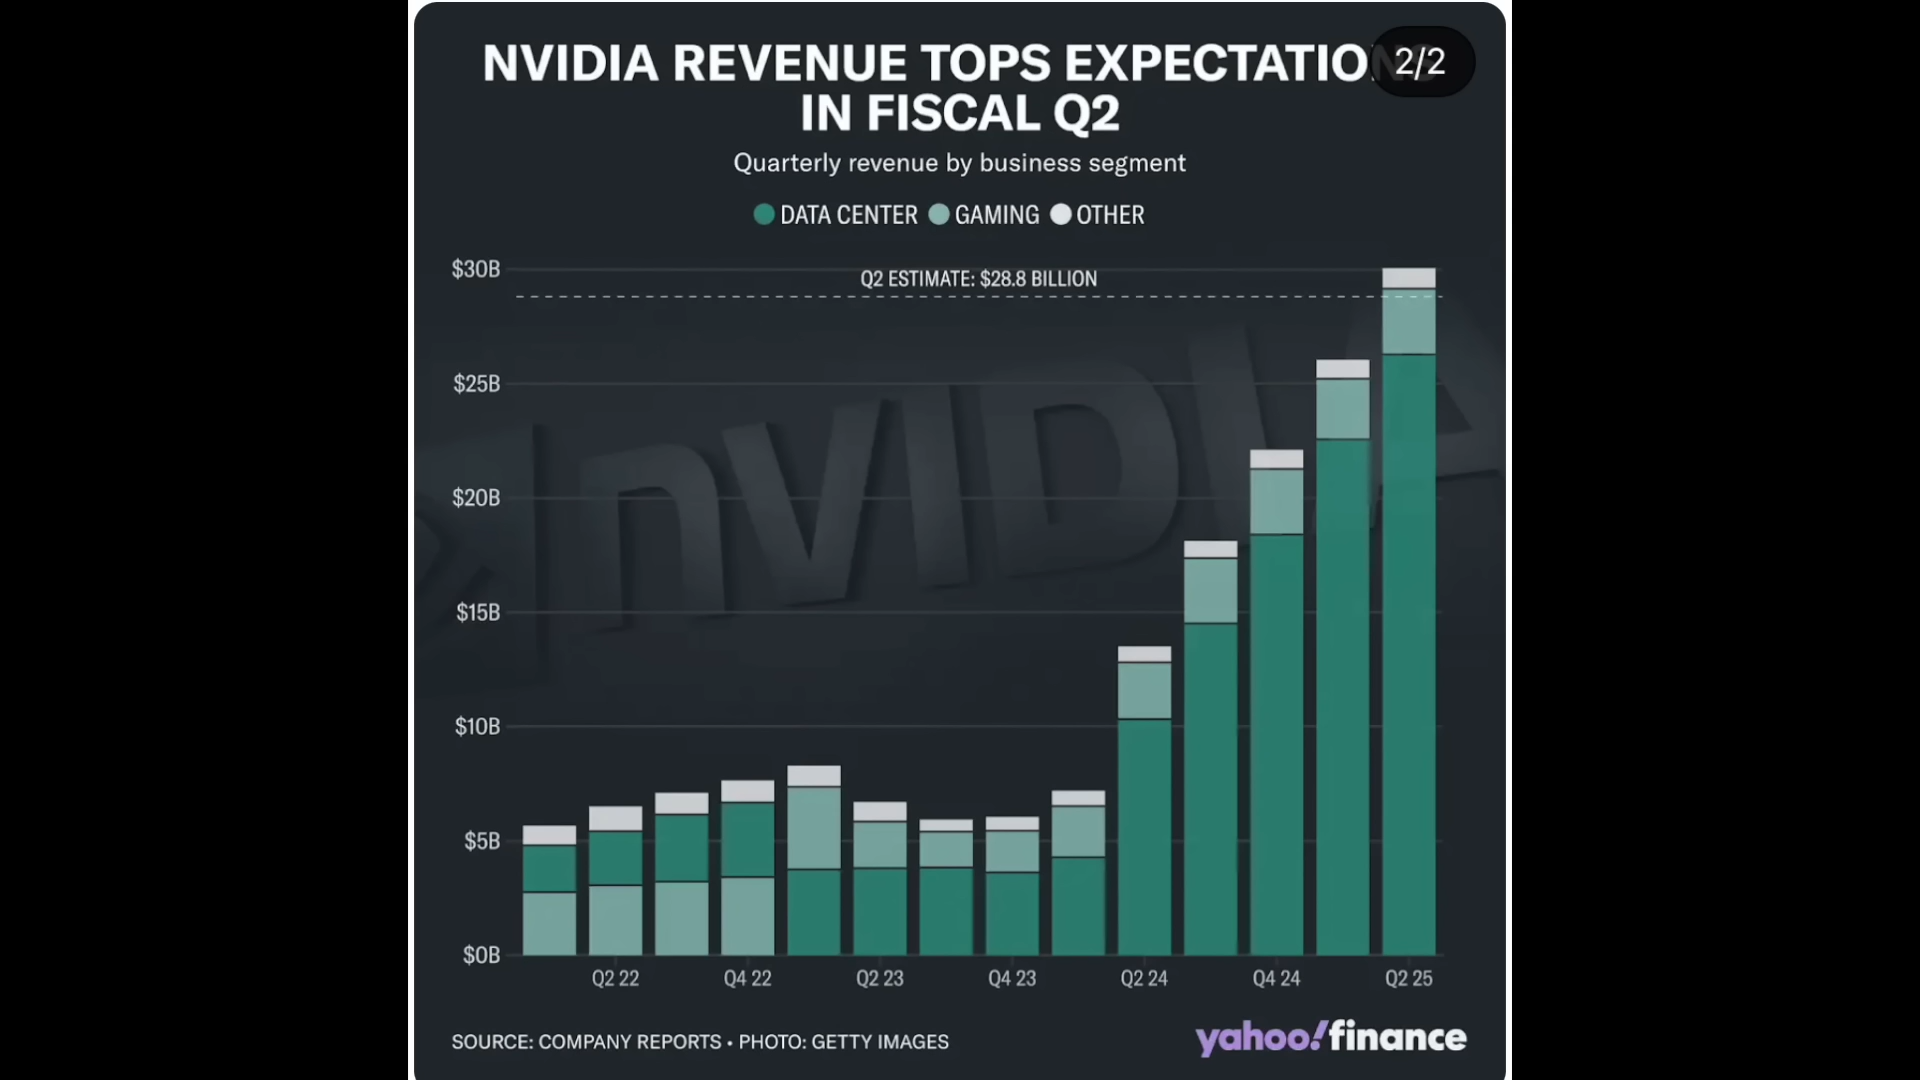 NVIDIA REVENUE TOPS EXPECTATIONS
2/2
IN FISCAL Q2
Quarterly revenue by business segment
DATA CENTER GAMING OTHER
$30B
Q2 ESTIMATE: $28.8 BILLION
$25B
nVIDIA
$20B
$15B
$10B
$5B
$0B
Q2 22 Q4 22 Q2 23 Q4 23 Q2 24 Q4 24 Q2 25
SOURCE: COMPANY REPORTS • PHOTO: GETTY IMAGES
yahoo!finance